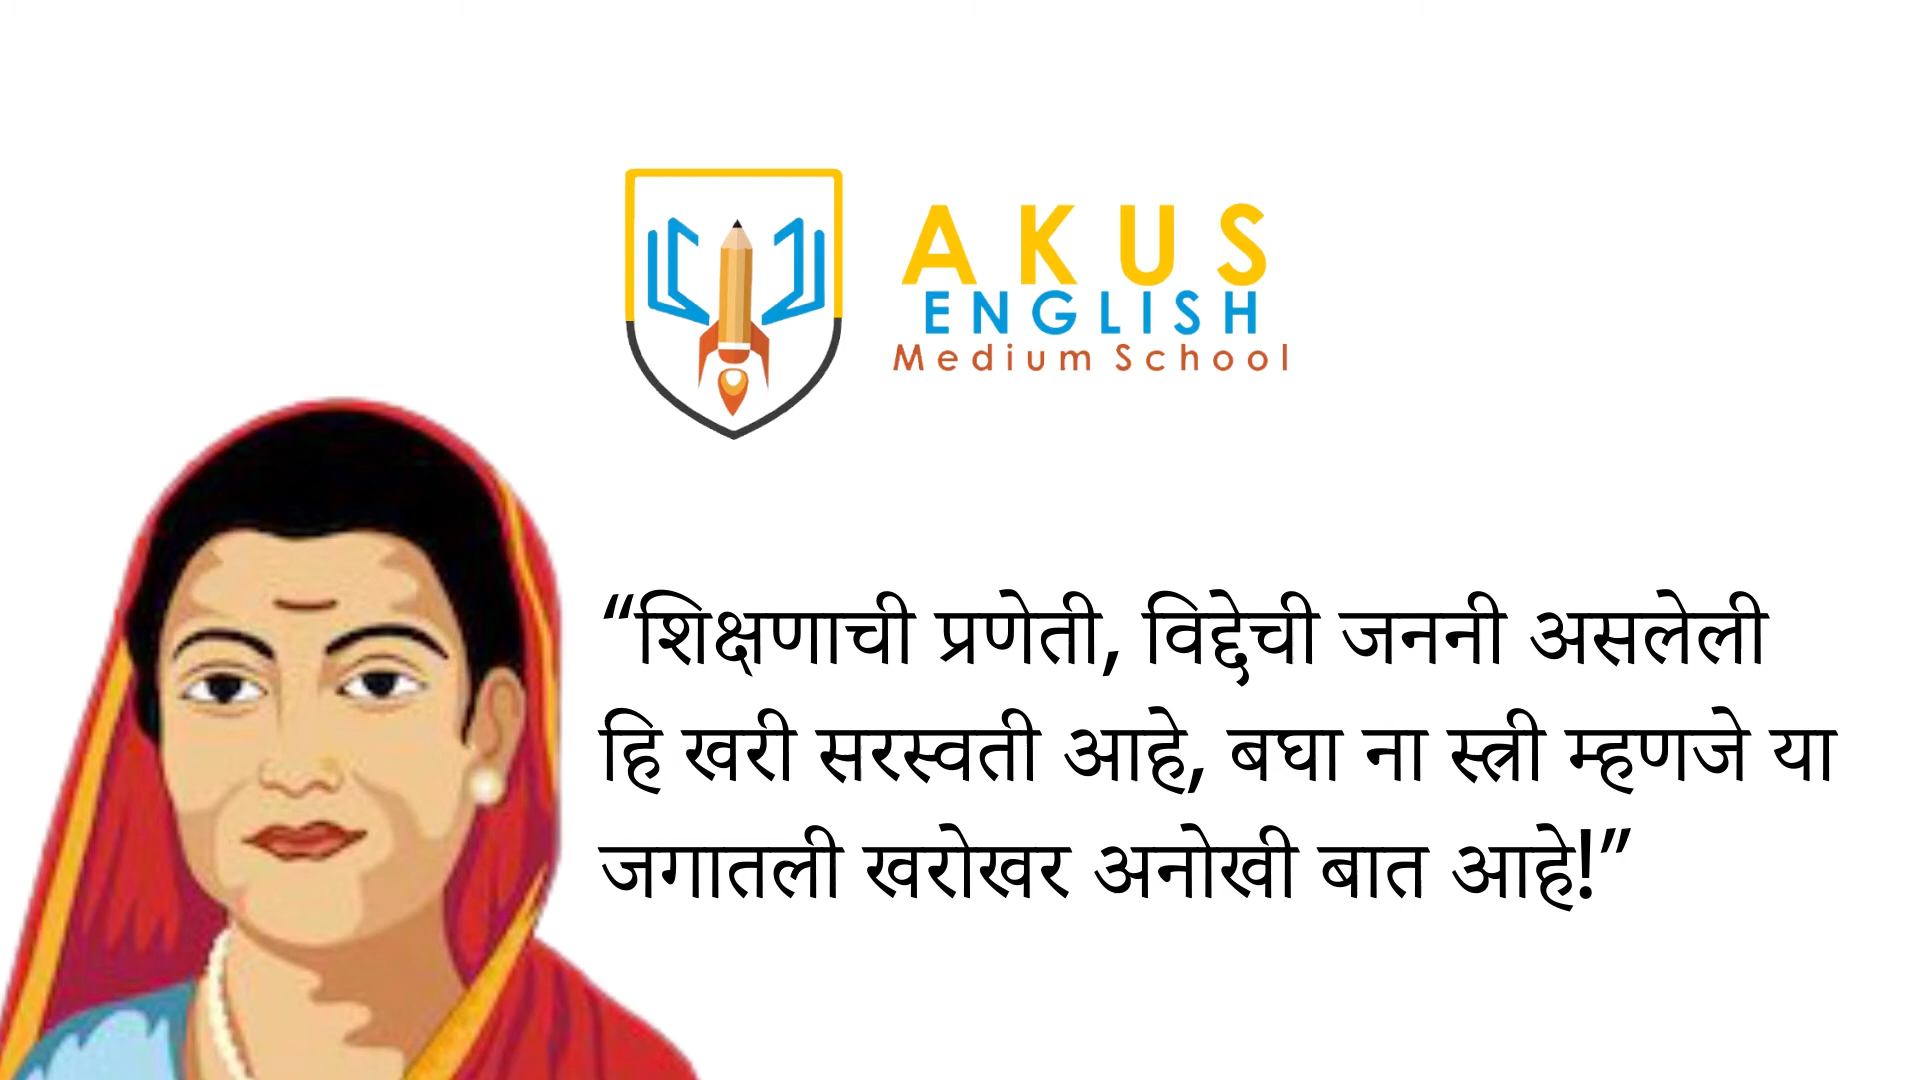 AKUS
ENGLISH
Medium School
“शिक्षणाची प्रणेती, विद्देची जननी असलेली
हि खरी सरस्वती आहे, बघा ना स्त्री म्हणजे या
जगातली खरोखर अनोखी बात आहे!”